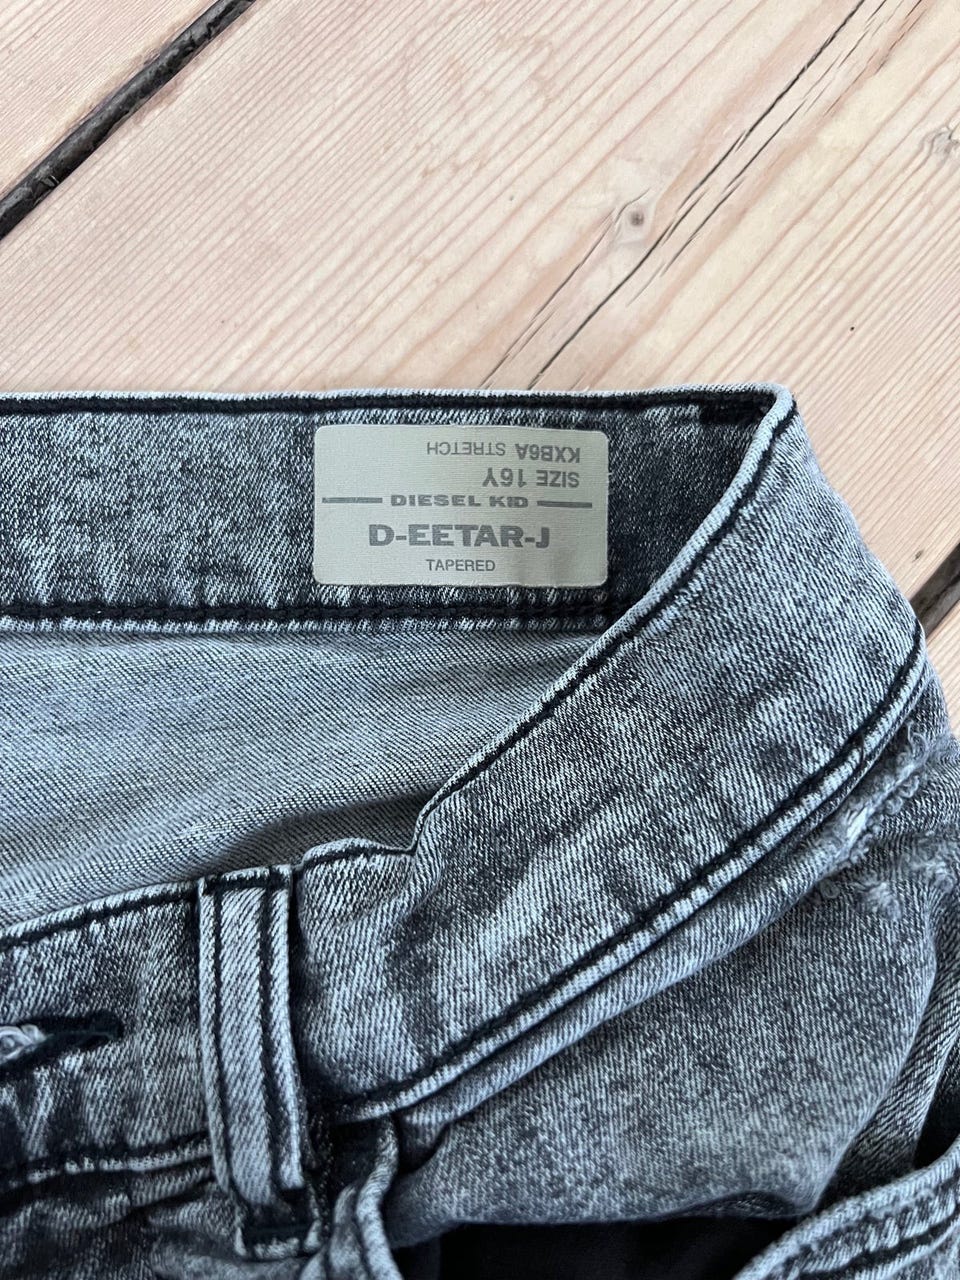 KXB6A STRETCH
SIZE 16Y
DIESEL KID
D-EETAR-J
TAPERED